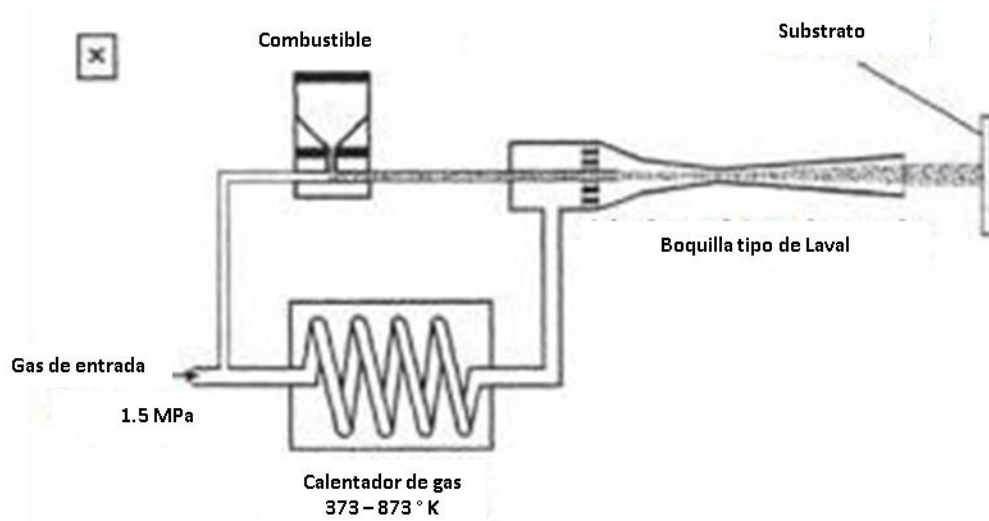 Combustible
Substrato
Boquilla tipo de Laval
Gas de entrada
1.5 MPa
Calentador de gas
373 – 873 ° K